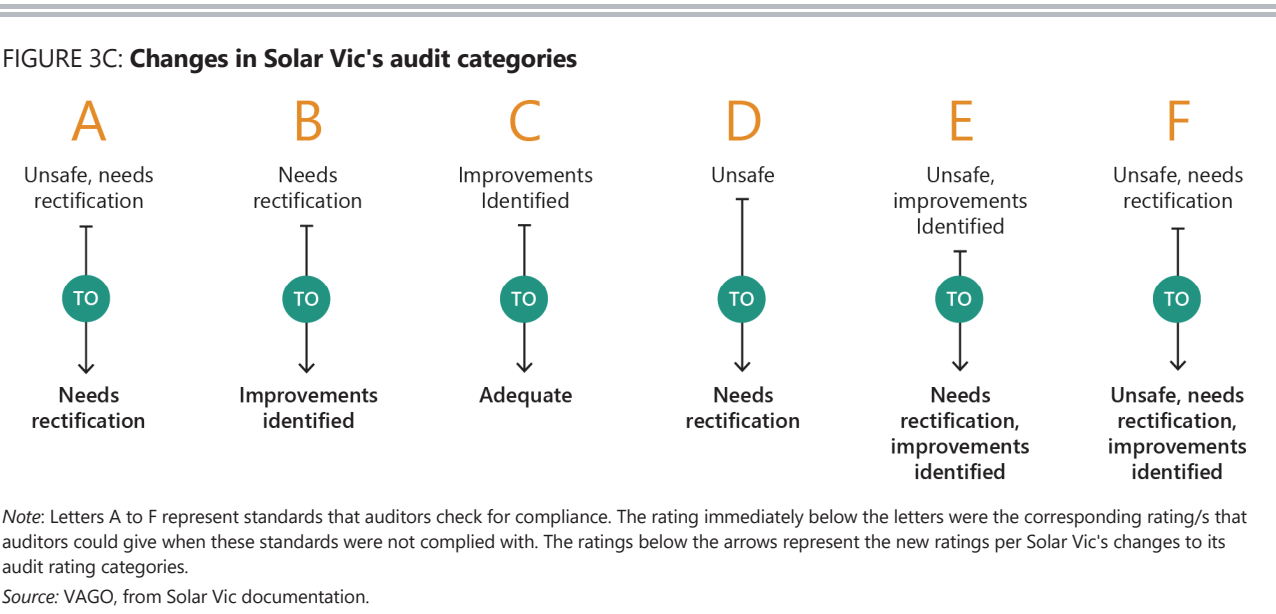 FIGURE 3C: Changes in Solar Vic's audit categories
A
Unsafe, needs
rectification
TO
Needs
rectification
B
Needs
rectification
TO
Improvements
identified
C
Improvements
Identified
TO
Adequate
D
Unsafe
TO
Needs
rectification
E
Unsafe,
improvements
Identified
TO
Needs
rectification,
improvements
identified
F
Unsafe, needs
rectification
TO
Unsafe, needs
rectification,
improvements
identified
Note: Letters A to F represent standards that auditors check for compliance. The rating immediately below the letters were the corresponding rating/s that
auditors could give when these standards were not complied with. The ratings below the arrows represent the new ratings per Solar Vic's changes to its
audit rating categories.
Source: VAGO, from Solar Vic documentation.